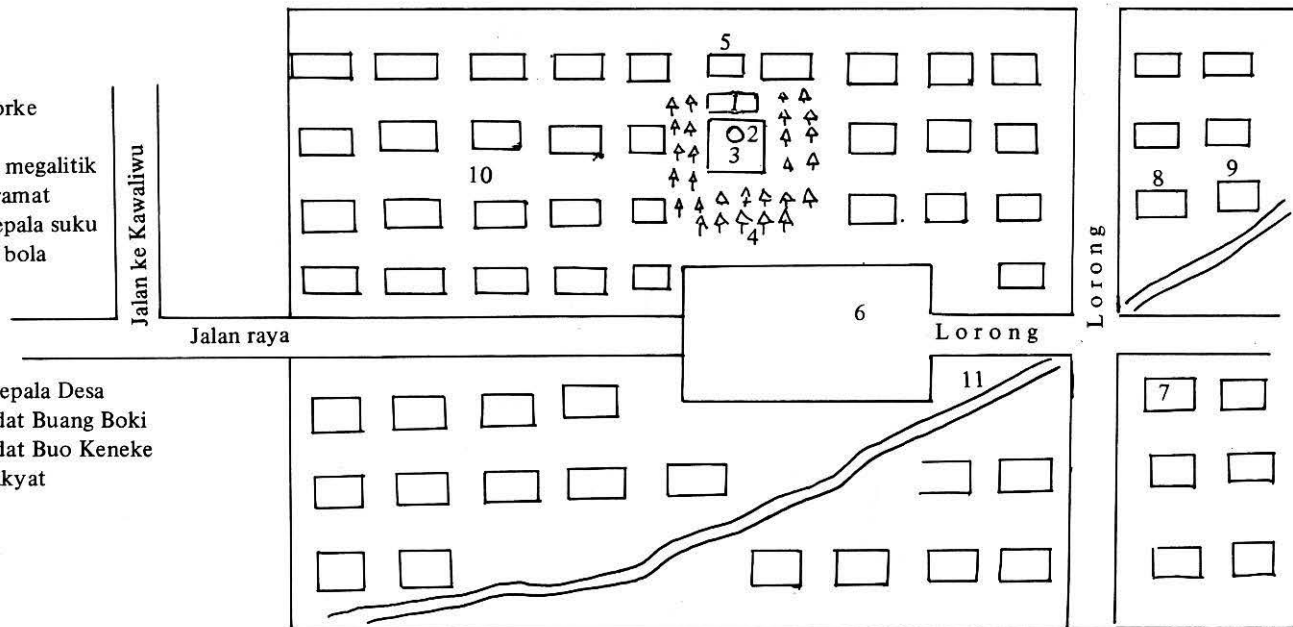 orke
megalitik
ramat
epala suku
bola
Jalan ke Kawaliwu
epala Desa
dat Buang Boki
dat Buo Keneke
kyat
5
1
2
3
4
10
8
9
6
Jalan raya
Lorong
Lorong
11
7